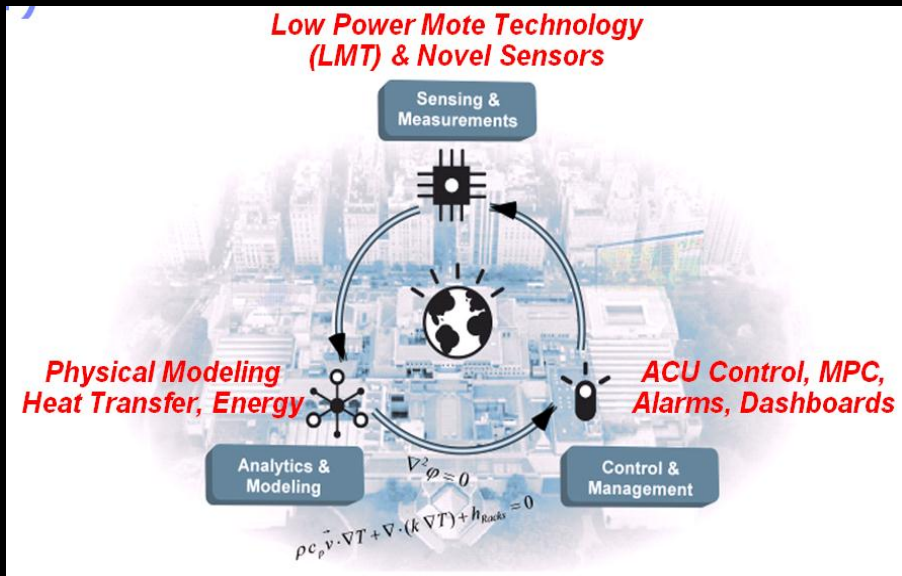 Low Power Mote Technology
(LMT) & Novel Sensors
Sensing &
Measurements
Physical Modeling
Heat Transfer, Energy
ACU Control, MPC,
Alarms, Dashboards
Analytics &
Modeling
Control &
Management
∇²φ = 0
ρc_p v⃗·∇T + ∇·(k∇T) + h_Racks = 0